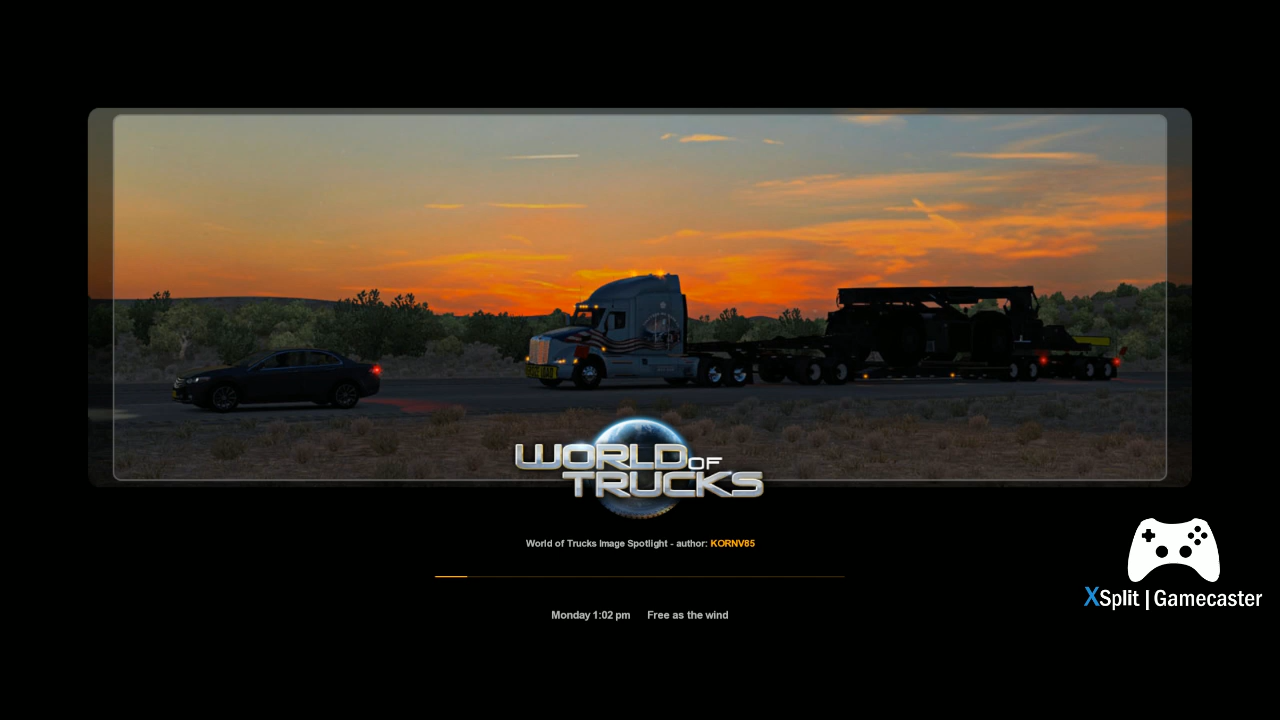 WORLD OF
TRUCKS
World of Trucks Image Spotlight - author: KORNV85
XSplit | Gamecaster
Monday 1:02 pm Free as the wind